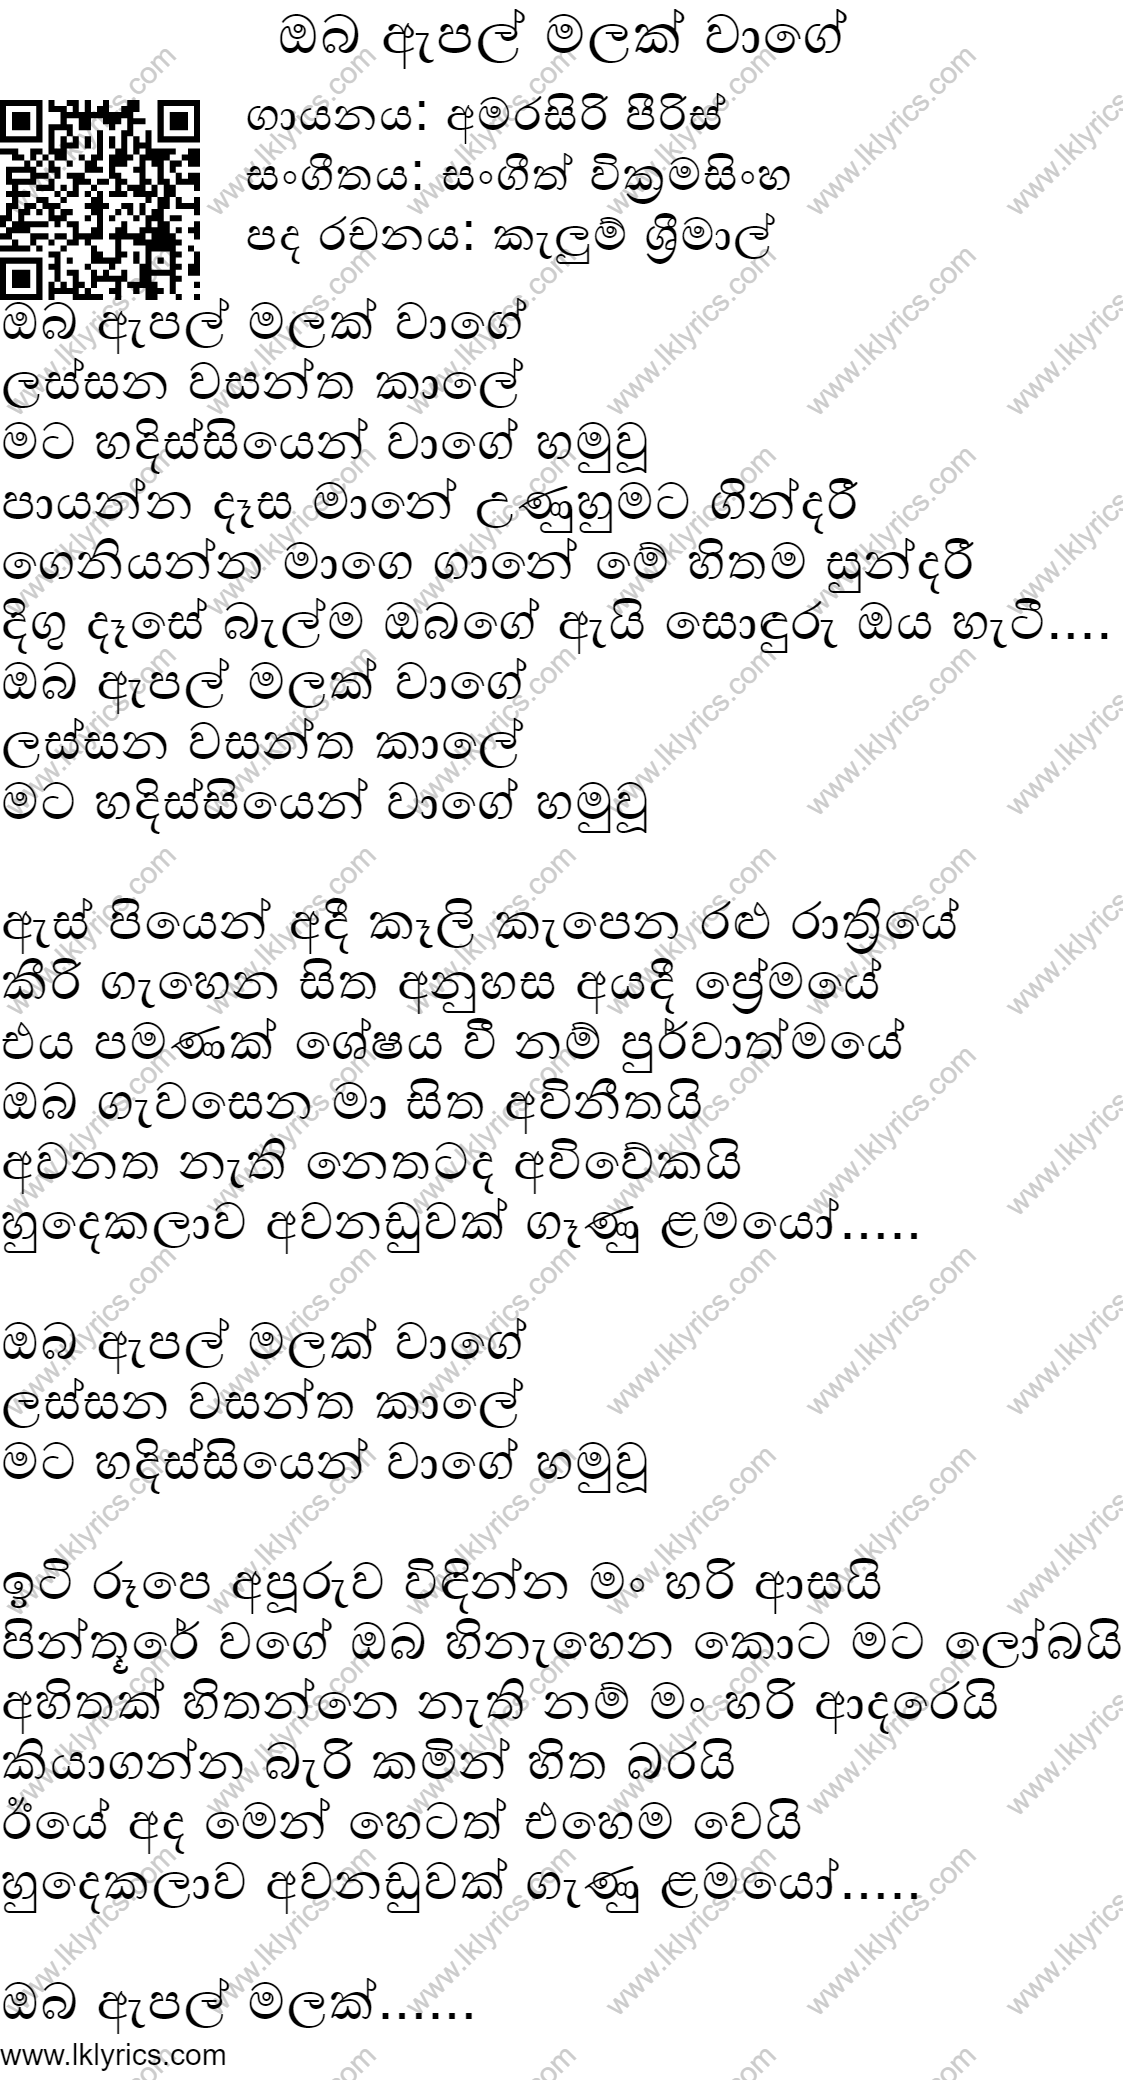 ඔබ ඇපල් මලක් වාගේ
ගායනය: අමරසිරි පීරිස්
සංගීතය: සංගීත් වික්‍රමසිංහ
පද රචනය: කැලුම් ශ්‍රීමාල්
ඔබ ඇපල් මලක් වාගේ
ලස්සන වසන්ත කාලේ
මට හදිස්සියෙන් වාගේ හමුවූ
පායන්න දෑස මානේ උණුහුමට ගින්දරී
ගෙනියන්න මාගෙ ගානේ මේ හිතම සුන්දරී
දිගු දෑසේ බැල්ම ඔබගේ ඇයි සොඳුරු ඔය හැටී....
ඔබ ඇපල් මලක් වාගේ
ලස්සන වසන්ත කාලේ
මට හදිස්සියෙන් වාගේ හමුවූ
ඇස් පියෙන් අදී කෑලි කැපෙන රළු රාත්‍රියේ
කීරි ගැහෙන සිත අනුහස අයදී ප්‍රේමයේ
එය පමණක් ශේෂය වී නම් පුර්වාත්මයේ
ඔබ ගැවසෙන මා සිත අවිනීතයි
අවනත නැති නෙතටද අවිවේකයි
හුදෙකලාව අවනඩුවක් ගෑණු ළමයෝ.....
ඔබ ඇපල් මලක් වාගේ
ලස්සන වසන්ත කාලේ
මට හදිස්සියෙන් වාගේ හමුවූ
ඉටි රූපෙ අපූරුව විඳින්න මං හරි ආසයි
පින්තූරේ වගේ ඔබ හිනැහෙන කොට මට ලෝබයි
අහිතක් හිතන්නෙ නැති නම් මං හරි ආදරෙයි
කියාගන්න බැරි කමින් හිත බරයි
ඊයේ අද මෙන් හෙටත් එහෙම වෙයි
හුදෙකලාව අවනඩුවක් ගැණු ළමයෝ.....
ඔබ ඇපල් මලක්......
www.lklyrics.com